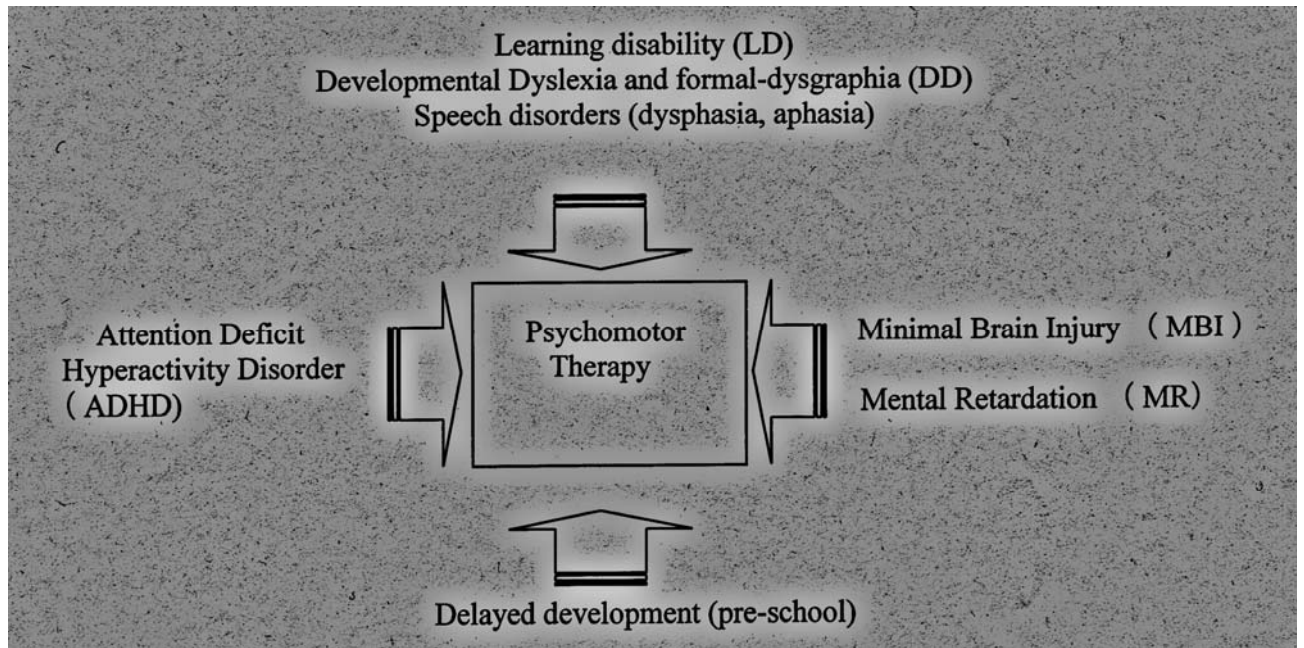 Learning disability (LD)
Developmental Dyslexia and formal-dysgraphia (DD)
Speech disorders (dysphasia, aphasia)
Psychomotor
Therapy
Attention Deficit
Hyperactivity Disorder
( ADHD)
Minimal Brain Injury ( MBI )
Mental Retardation ( MR)
Delayed development (pre-school)